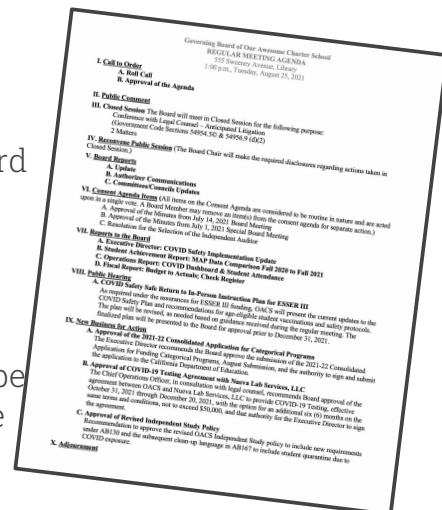 rd
be
e
Governing Board of Our Awesome Charter School
REGULAR MEETING AGENDA
555 Sweeney Avenue, Library
1:00 p.m., Tuesday, August 25, 2021
I. Call to Order
A. Roll Call
B. Approval of the Agenda
II. Public Comment
III. Closed Session The Board will meet in Closed Session for the following purpose:
Conference with Legal Counsel – Anticipated Litigation
(Government Code Sections 54954.5C & 54956.9 (d)(2)
2 Matters
IV. Reconvene Public Session (The Board Chair will make the required disclosures regarding actions taken in
Closed Session.)
V. Board Reports
A. Update
B. Authorizer Communications
C. Committees/Councils Updates
VI. Consent Agenda Items (All items on the Consent Agenda are considered to be routine in nature and are acted
upon in a single vote. A Board Member may remove an item(s) from the consent agenda for separate action.)
A. Approval of the Minutes from July 14, 2021 Board Meeting
B. Approval of the Minutes from July 1, 2021 Special Board Meeting
C. Resolution for the Selection of the Independent Auditor
VII. Reports to the Board
A. Executive Director: COVID Safety Implementation Update
B. Student Achievement Report: MAP Data Comparison Fall 2020 to Fall 2021
C. Operations Report: COVID Dashboard & Student Attendance
D. Fiscal Report: Budget to Actuals; Check Register
VIII. Public Hearing
A. COVID Safety Safe Return to In-Person Instruction Plan for ESSER III
As required under the assurances for ESSER III funding, OACS will present the current updates to the
COVID Safety Plan and recommendations for age-eligible student vaccinations and safety protocols.
The plan will be revised, as needed based on guidance received during the regular meeting. The
finalized plan will be presented to the Board for approval prior to December 31, 2021.
IX. New Business for Action
A. Approval of the 2021-22 Consolidated Application for Categorical Programs
The Executive Director recommends the Board approve the submission of the 2021-22 Consolidated
Application for Funding Categorical Programs, August Submission, and the authority to sign and submit
the application to the California Department of Education.
B. Approval of COVID-19 Testing Agreement with Nueva Lab Services, LLC
The Chief Operations Officer, in consultation with legal counsel, recommends Board approval of the
agreement between OACS and Nueva Lab Services, LLC to provide COVID-19 Testing, effective
October 31, 2021 through December 20, 2021, with the option for an additional six (6) months on the
same terms and conditions, not to exceed $50,000, and that authority for the Executive Director to sign
the agreement.
C. Approval of Revised Independent Study Policy
Recommendation to approve the revised OACS Independent Study policy to include new requirements
under AB130 and the subsequent clean-up language in AB167 to include student quarantine due to
COVID exposure.
X. Adjournment